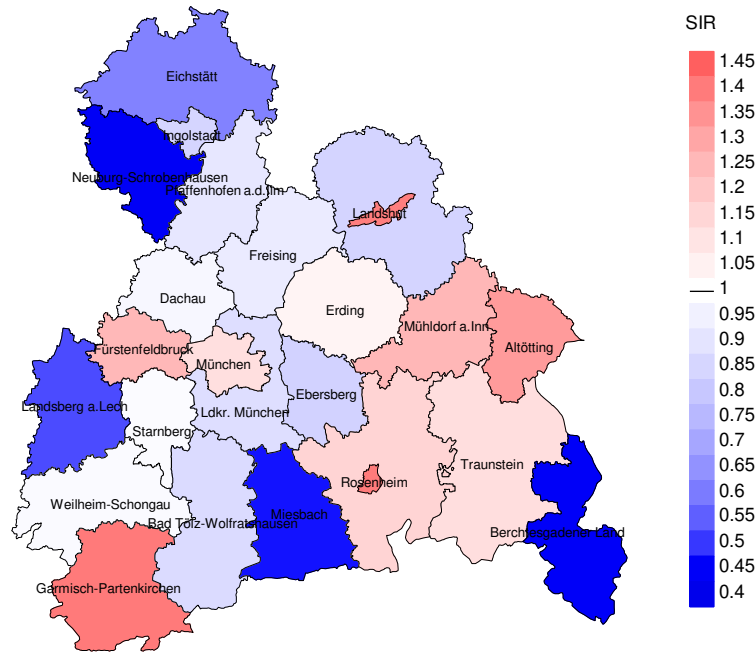 SIR
Eichstätt
Ingolstadt
Neuburg-Schrobenhausen
Pfaffenhofen a.d.Ilm
Landshut
Freising
Dachau
Erding
Mühldorf a.Inn
Altötting
Fürstenfeldbruck
München
Landsberg a.Lech
Ebersberg
Ldkr. München
Starnberg
Traunstein
Rosenheim
Weilheim-Schongau
Miesbach
Bad Tölz-Wolfratshausen
Berchtesgadener Land
Garmisch-Partenkirchen
1.45
1.4
1.35
1.3
1.25
1.2
1.15
1.1
1.05
1
0.95
0.9
0.85
0.8
0.75
0.7
0.65
0.6
0.55
0.5
0.45
0.4